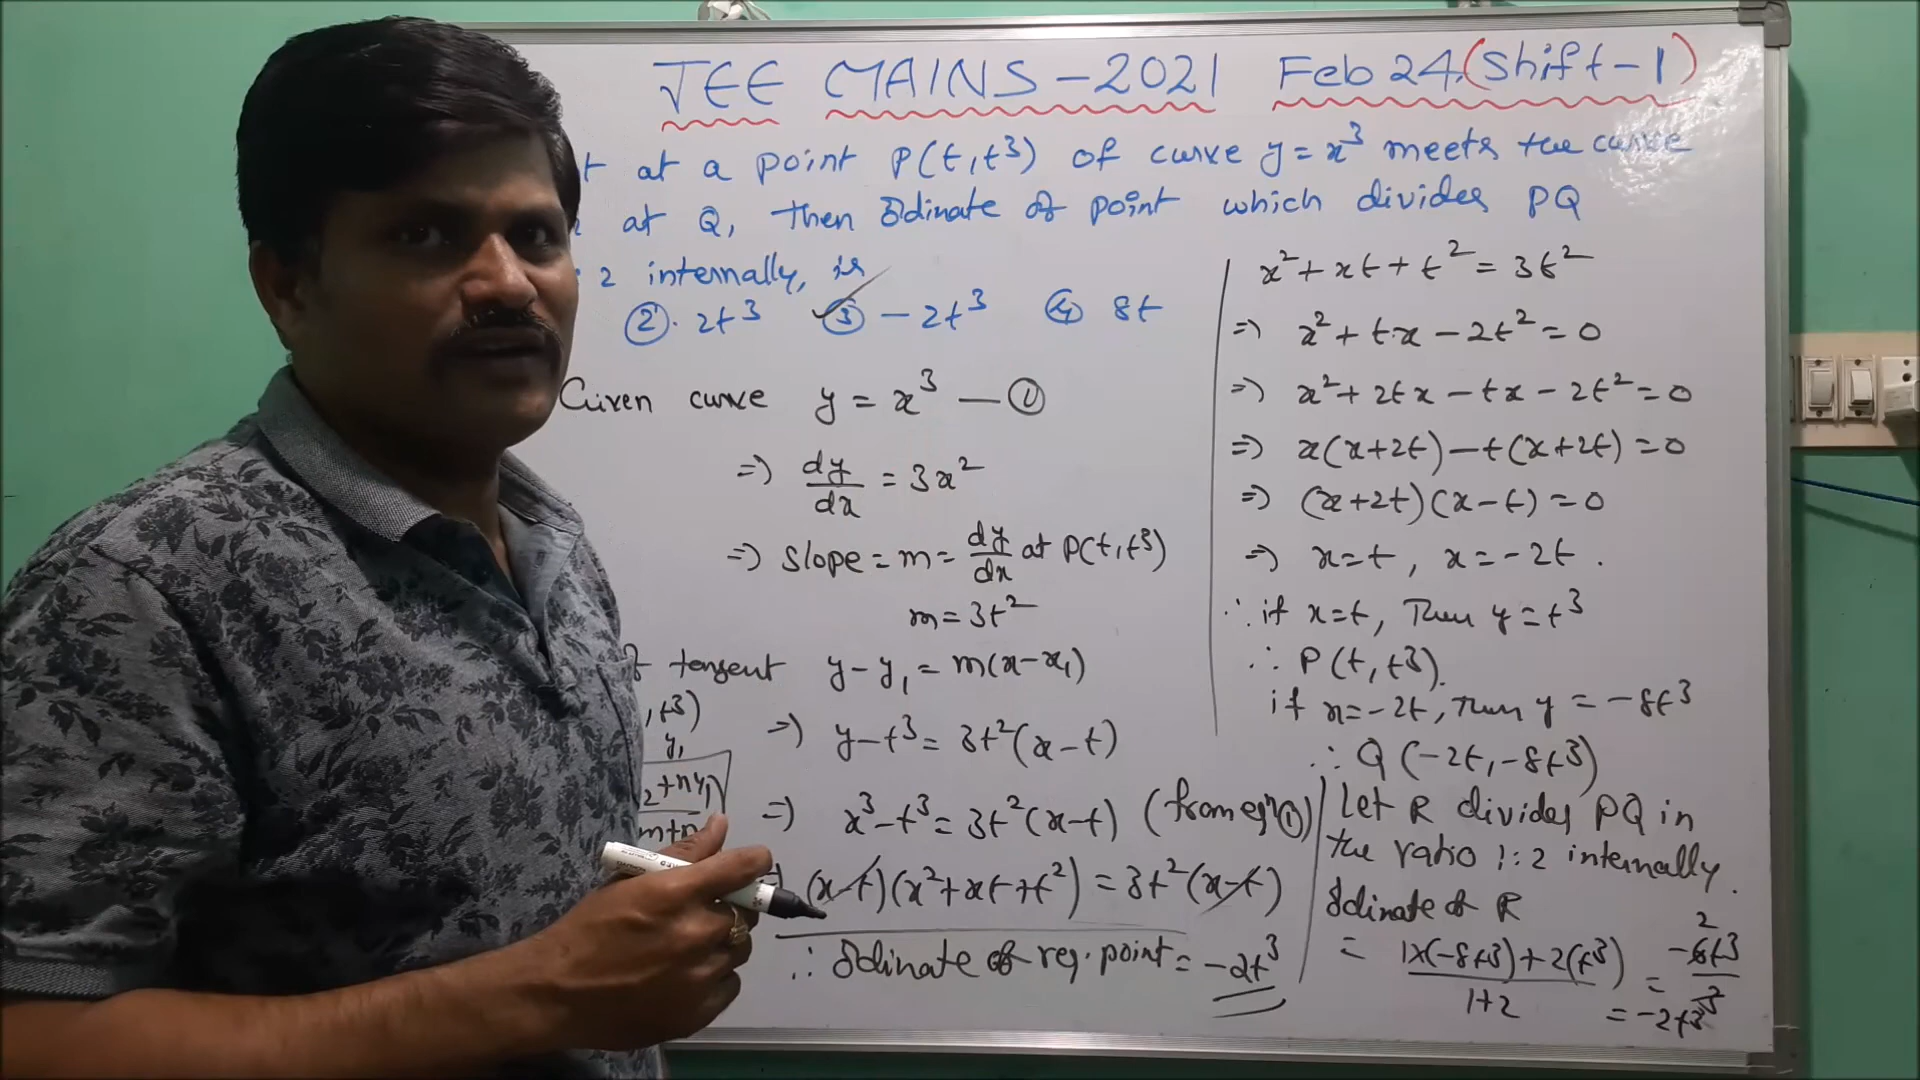 JEE MAINS - 2021 Feb 24 (Shift-1)
at a point P(t, t³) of curve y = x³ meets the curve
at Q, then ordinate of point which divides PQ
: 2 internally, is
② 2t³ ③ -2t³ ④ 8t
Given curve y = x³ — ①
=> dy/dx = 3x²
=> slope = m = dy/dx at P(t, t³)
m = 3t²
of tangent y - y₁ = m(x - x₁)
, t³)
y₁
=> y - t³ = 3t²(x - t)
2 + ny₁
m+n
=> x³ - t³ = 3t²(x - t) (from eqn ①)
=> (x - t)(x² + xt + t²) = 3t²(x - t)
∴ ordinate of req. point = -2t³
x² + xt + t² = 3t²
=> x² + t.x - 2t² = 0
=> x² + 2tx - tx - 2t² = 0
=> x(x+2t) - t(x+2t) = 0
=> (x+2t)(x-t) = 0
=> x = t, x = -2t.
∴ if x = t, Then y = t³
∴ P(t, t³).
if x = -2t, Then y = -8t³
∴ Q(-2t, -8t³)
Let R divides PQ in
the ratio 1:2 internally.
ordinate of R
= 1×(-8t³) + 2(t³) / 1+2 = -6t³/3
= -2t³